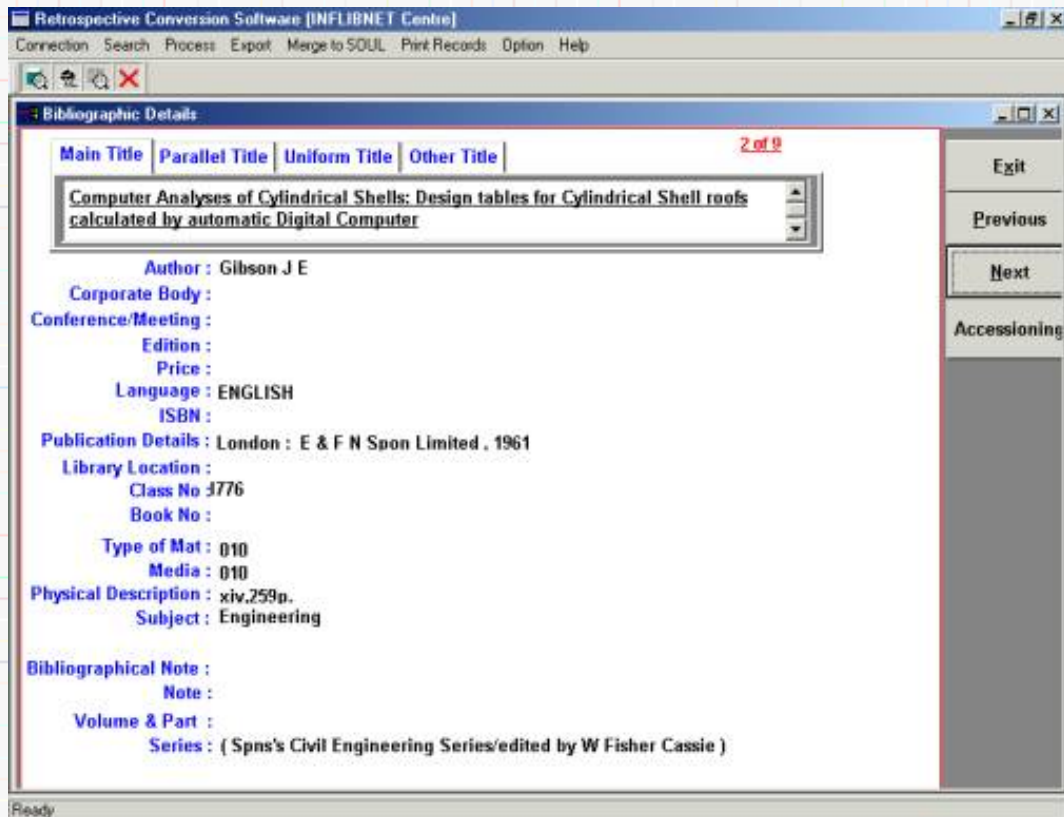 Retrospective Conversion Software [INFLIBNET Centre]
Connection Search Process Export Merge to SOUL Print Records Option Help
Bibliographic Details
Main Title Parallel Title Uniform Title Other Title
2 of 9
Computer Analyses of Cylindrical Shells: Design tables for Cylindrical Shell roofs
calculated by automatic Digital Computer
Exit
Previous
Next
Accessioning
Author : Gibson J E
Corporate Body :
Conference/Meeting :
Edition :
Price :
Language : ENGLISH
ISBN :
Publication Details : London : E & F N Spon Limited . 1961
Library Location :
Class No
Book No :
Type of Mat : 010
Media : 010
Physical Description : xiv,259p.
Subject : Engineering
Bibliographical Note :
Note :
Volume & Part :
Series : ( Spns's Civil Engineering Series/edited by W Fisher Cassie )
Ready